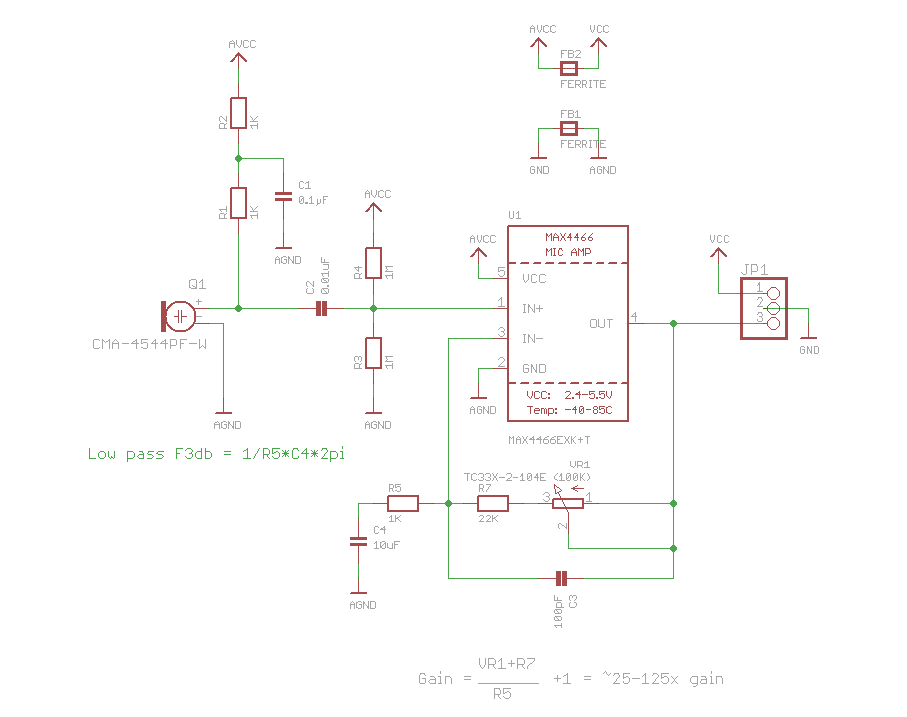 AVCC
VCC
FB2
FERRITE
AVCC
R2
1K
FB1
FERRITE
GND
AGND
C1
0.1µF
R1
1K
AVCC
U1
MAX4466
MIC AMP
AVCC
VCC
AGND
R4
1M
5
VCC
JP1
Q1
C2
0.01uF
1
IN+
1
2
3
+
-
4
OUT
CMA-4544PF-W
3
IN-
GND
R3
1M
2
GND
VCC: 2.4-5.5V
Temp: -40-85C
AGND
AGND
AGND
MAX4466EXK+T
Low pass F3db = 1/R5*C4*2pi
VR1
TC33X-2-104E (100K)
R5
1K
R7
22K
3
1
2
C4
10uF
AGND
100pF
C3
VR1+R7
Gain = +1 = ~25-125x gain
R5